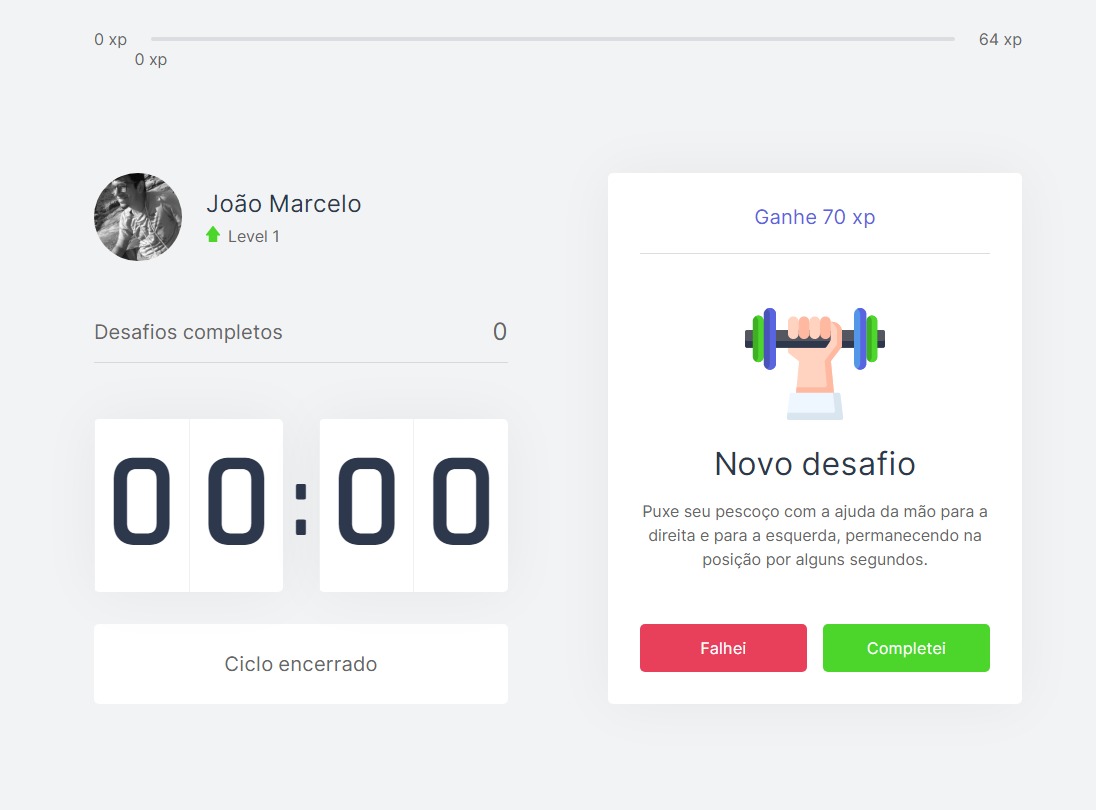 0 xp
64 xp
0 xp
João Marcelo
Level 1
Desafios completos
0
00:00
Ciclo encerrado
Ganhe 70 xp
Novo desafio
Puxe seu pescoço com a ajuda da mão para a
direita e para a esquerda, permanecendo na
posição por alguns segundos.
Falhei
Completei